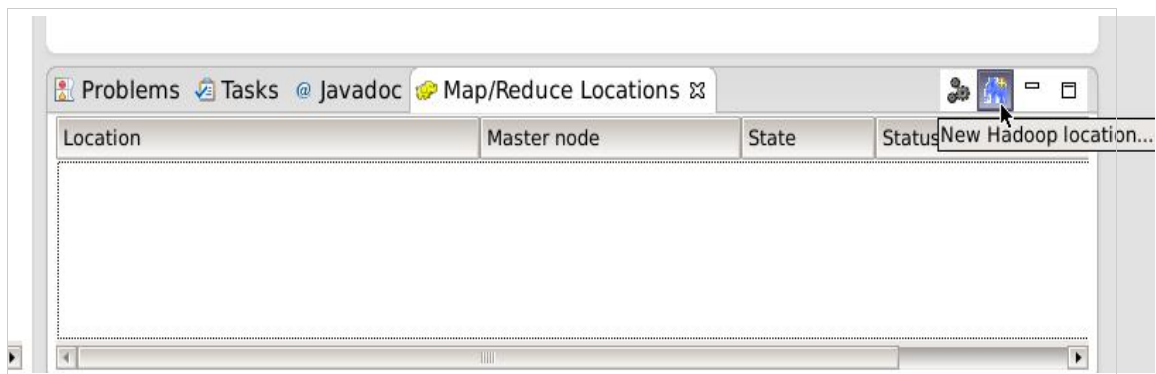 Problems Tasks @ Javadoc Map/Reduce Locations
Location Master node State Status New Hadoop location...